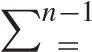 ∑ n−1
=